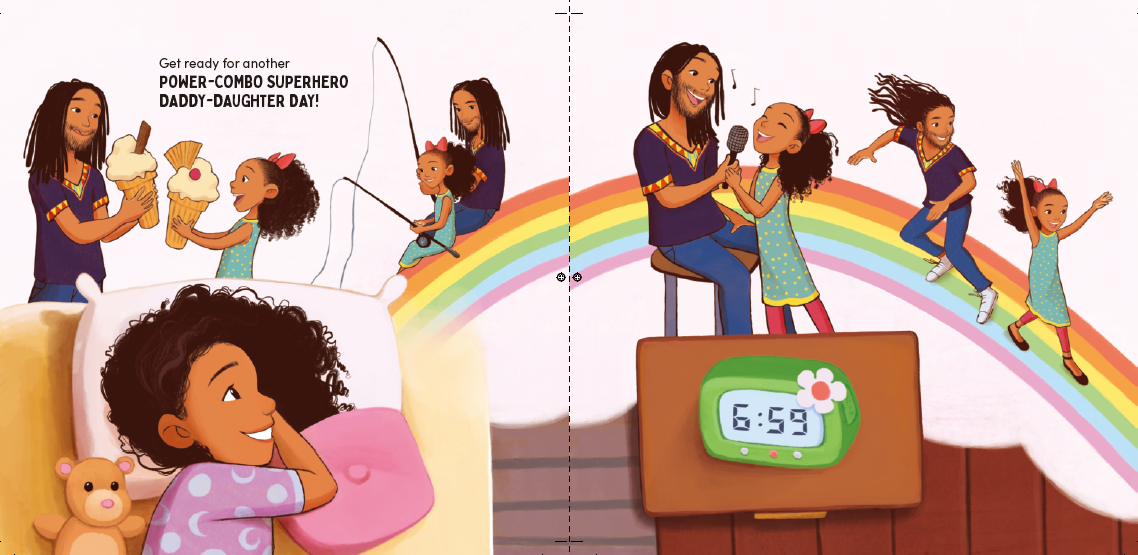 Get ready for another
POWER-COMBO SUPERHERO
DADDY-DAUGHTER DAY!
6:59